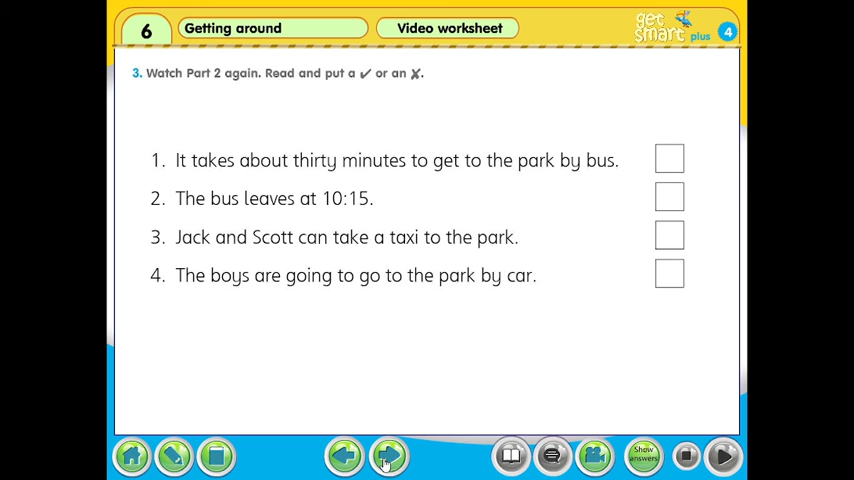 6
Getting around
Video worksheet
get smart plus 4
3. Watch Part 2 again. Read and put a ✔ or an ✘.
1. It takes about thirty minutes to get to the park by bus.
2. The bus leaves at 10:15.
3. Jack and Scott can take a taxi to the park.
4. The boys are going to go to the park by car.
Show
answers